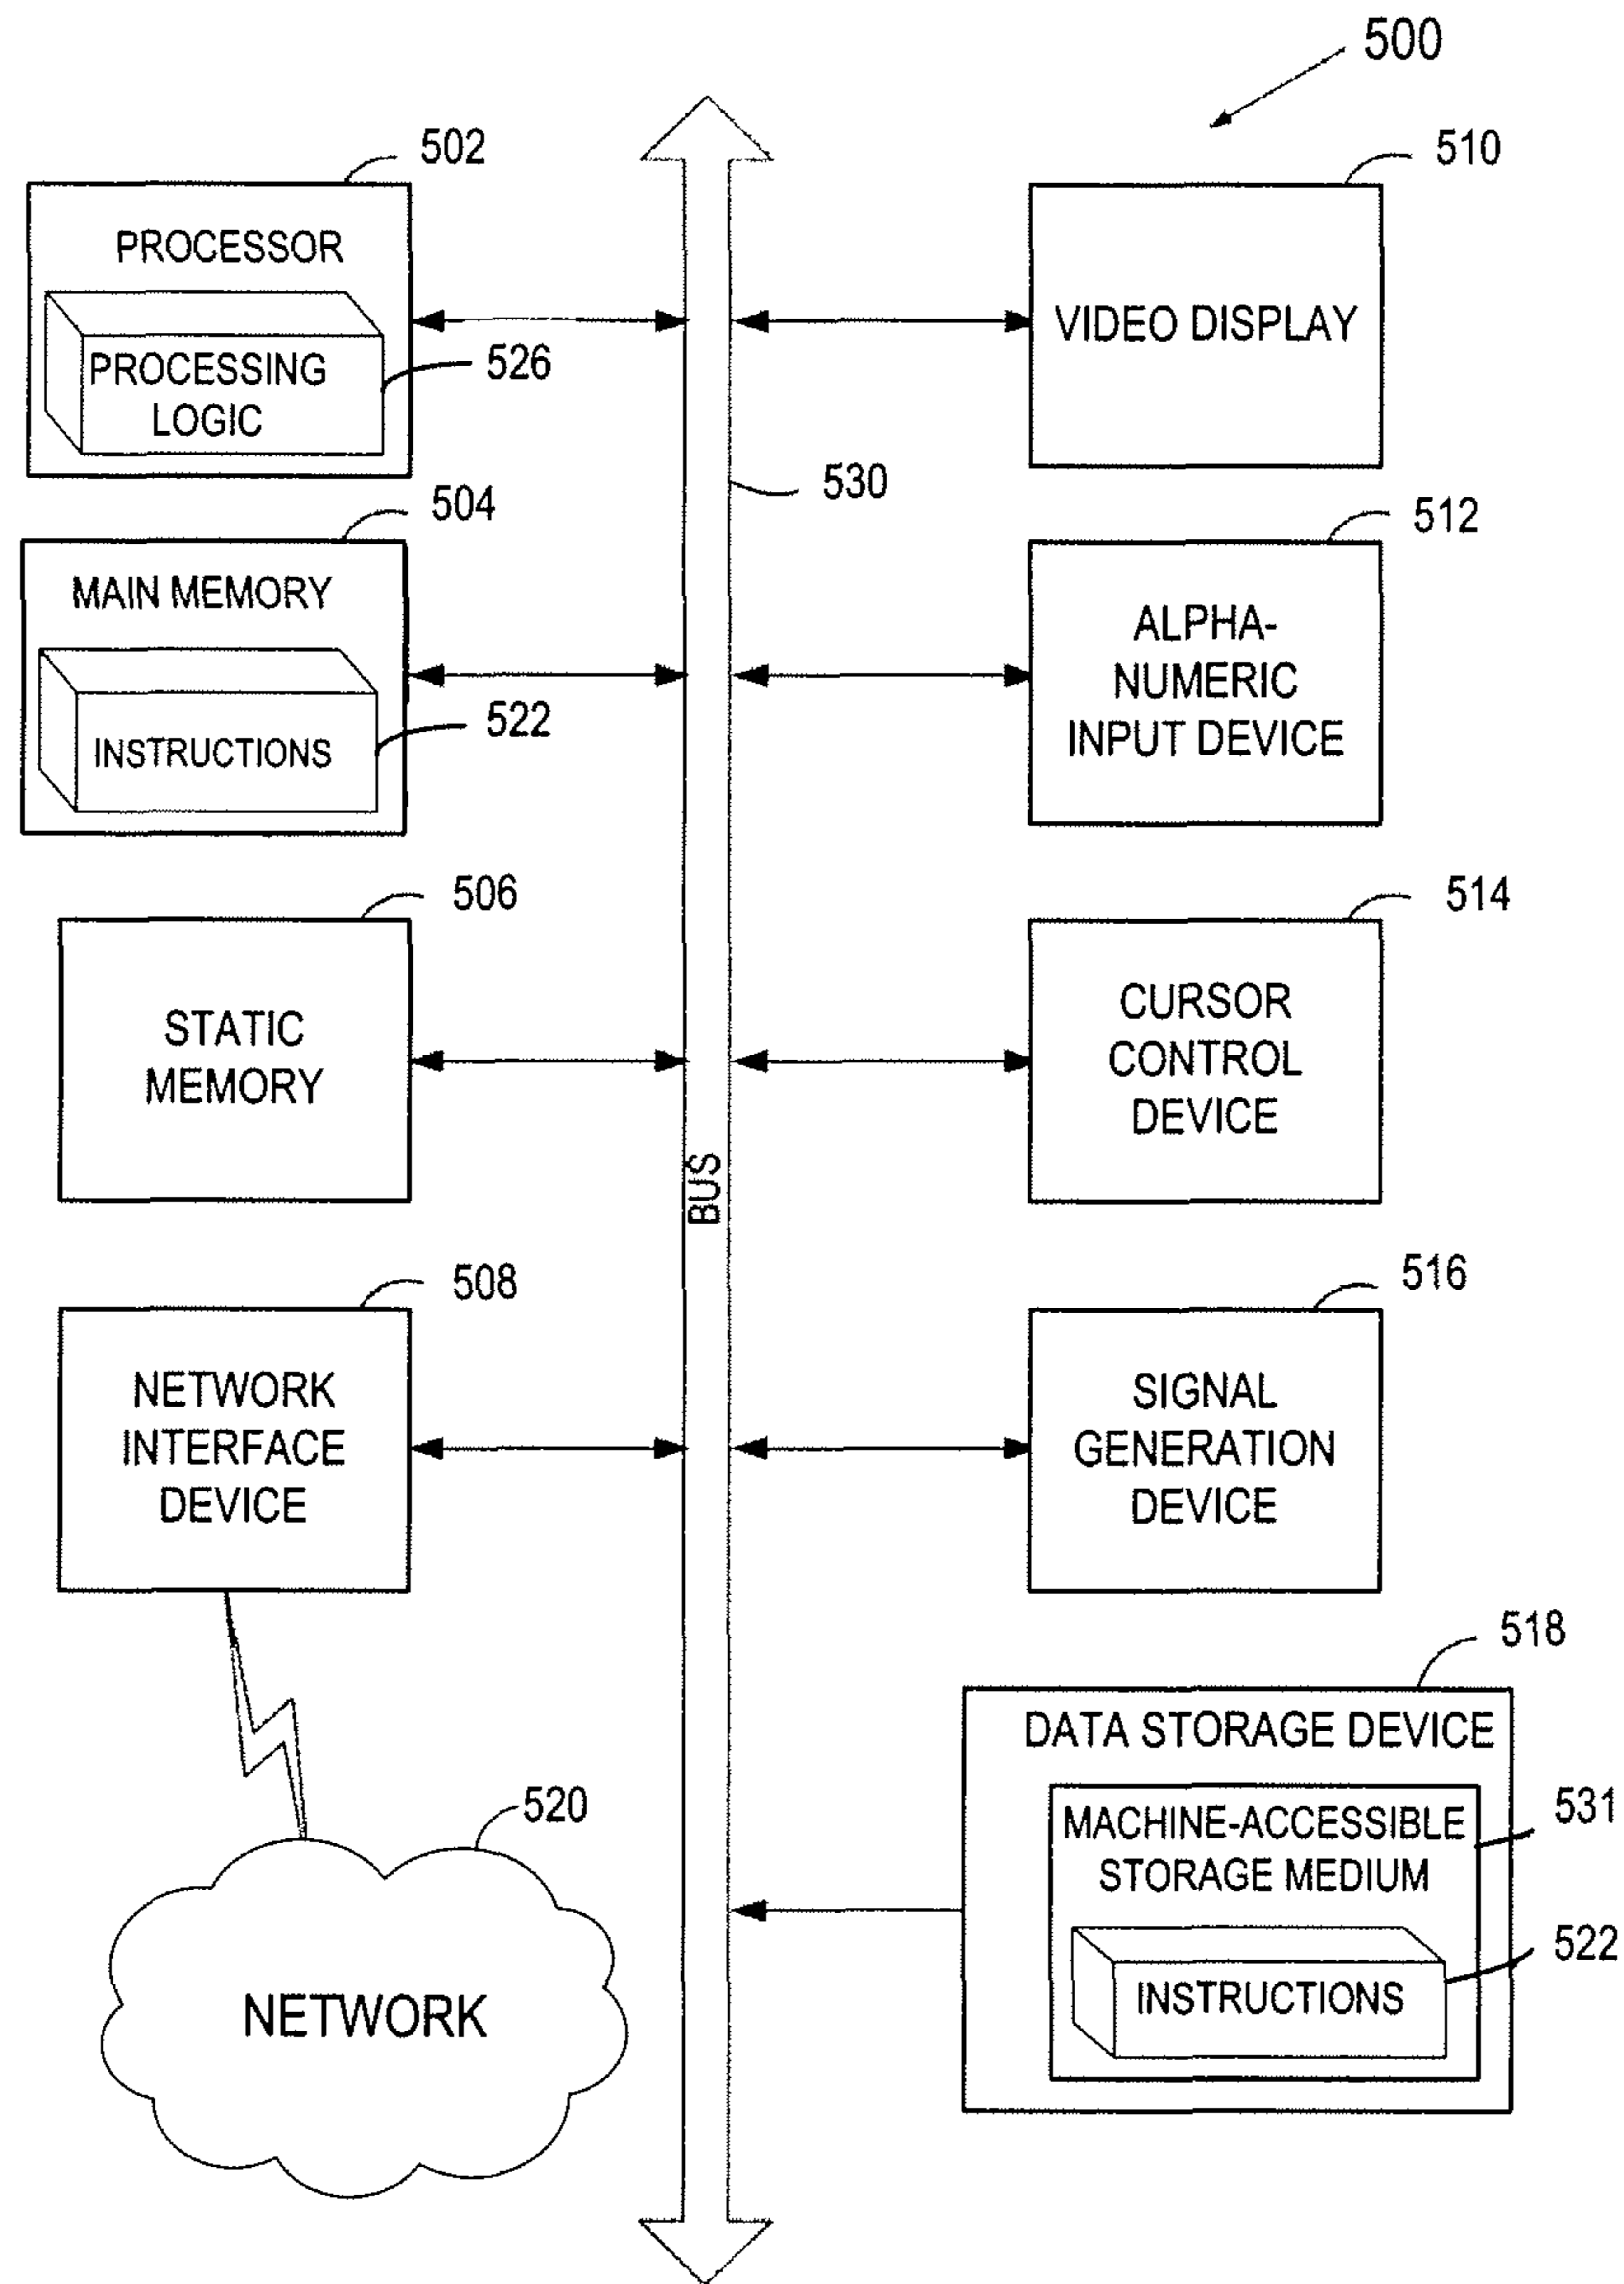 500
502
PROCESSOR
PROCESSING
LOGIC
526
504
MAIN MEMORY
INSTRUCTIONS
522
506
STATIC
MEMORY
508
NETWORK
INTERFACE
DEVICE
520
NETWORK
530
BUS
510
VIDEO DISPLAY
512
ALPHA-
NUMERIC
INPUT DEVICE
514
CURSOR
CONTROL
DEVICE
516
SIGNAL
GENERATION
DEVICE
518
DATA STORAGE DEVICE
531
MACHINE-ACCESSIBLE
STORAGE MEDIUM
522
INSTRUCTIONS